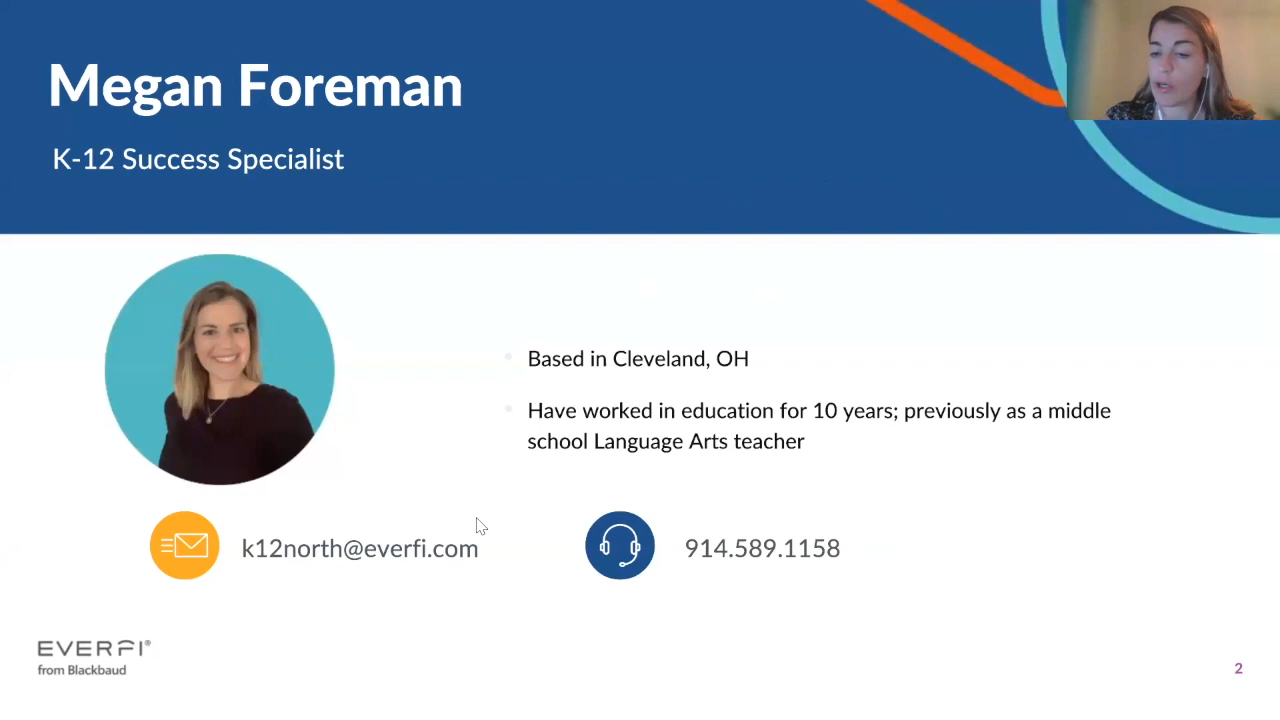 Megan Foreman
K-12 Success Specialist
Based in Cleveland, OH
Have worked in education for 10 years; previously as a middle
school Language Arts teacher
k12north@everfi.com
914.589.1158
EVERFI®
from Blackbaud
2